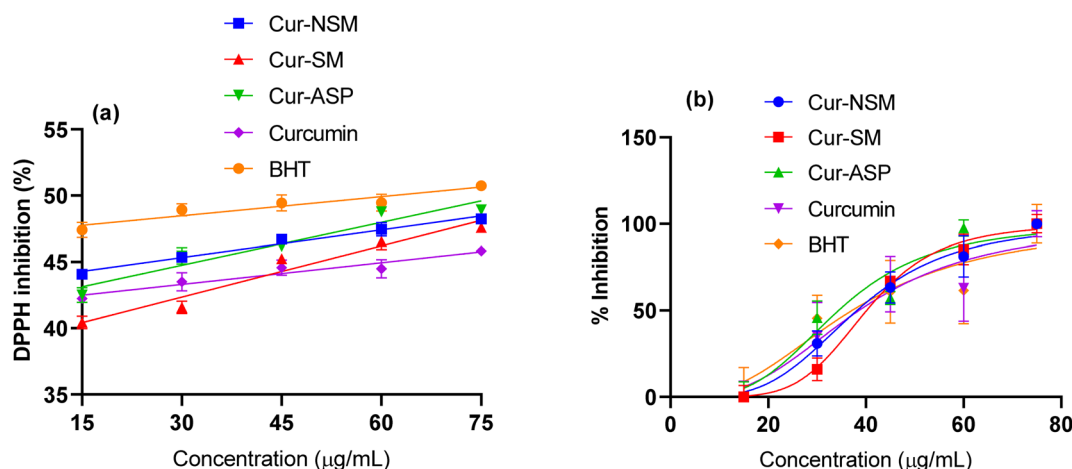 (a)
Cur-NSM
Cur-SM
Cur-ASP
Curcumin
BHT
DPPH inhibition (%)
55
50
45
40
35
15 30 45 60 75
Concentration (μg/mL)
(b)
Cur-NSM
Cur-SM
Cur-ASP
Curcumin
BHT
% Inhibition
150
100
50
0
0 20 40 60 80
Concentration (μg/mL)